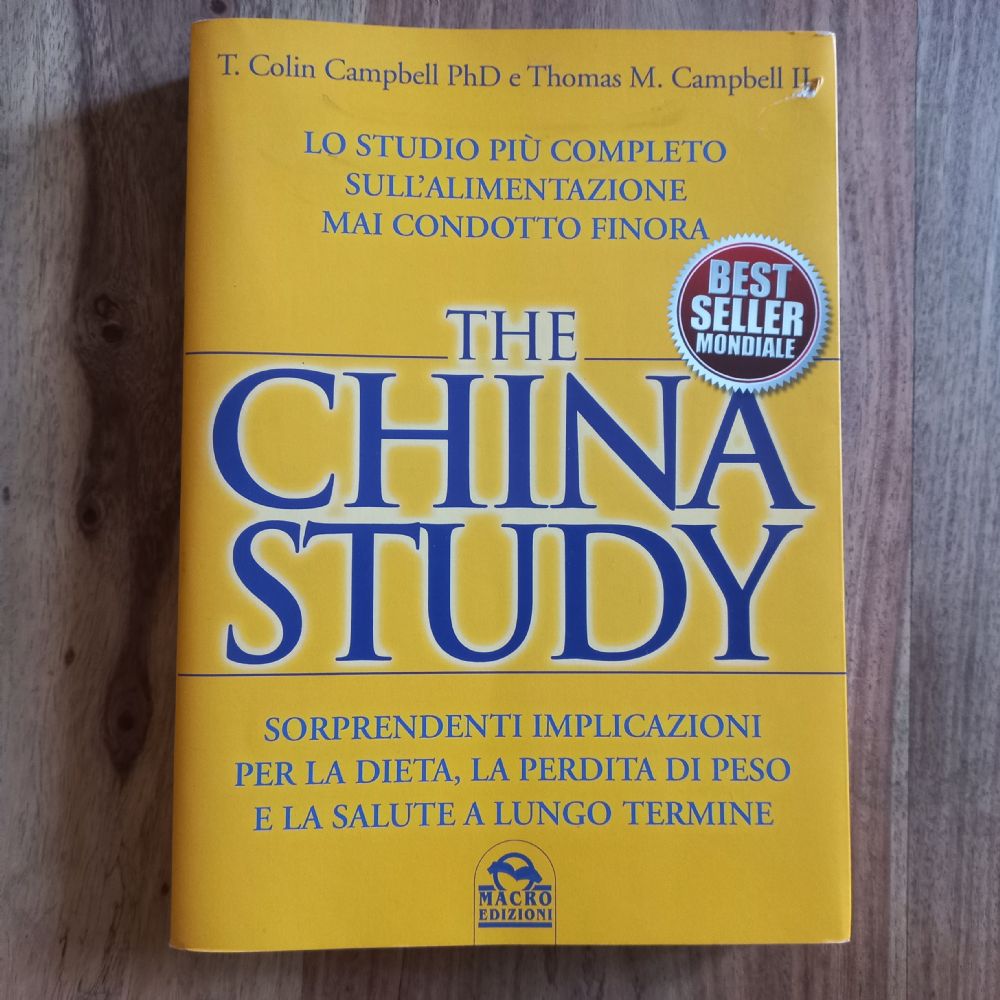 T. Colin Campbell PhD e Thomas M. Campbell II
LO STUDIO PIÙ COMPLETO
SULL'ALIMENTAZIONE
MAI CONDOTTO FINORA
BEST
SELLER
MONDIALE
THE
CHINA
STUDY
SORPRENDENTI IMPLICAZIONI
PER LA DIETA, LA PERDITA DI PESO
E LA SALUTE A LUNGO TERMINE
MACRO
EDIZIONI